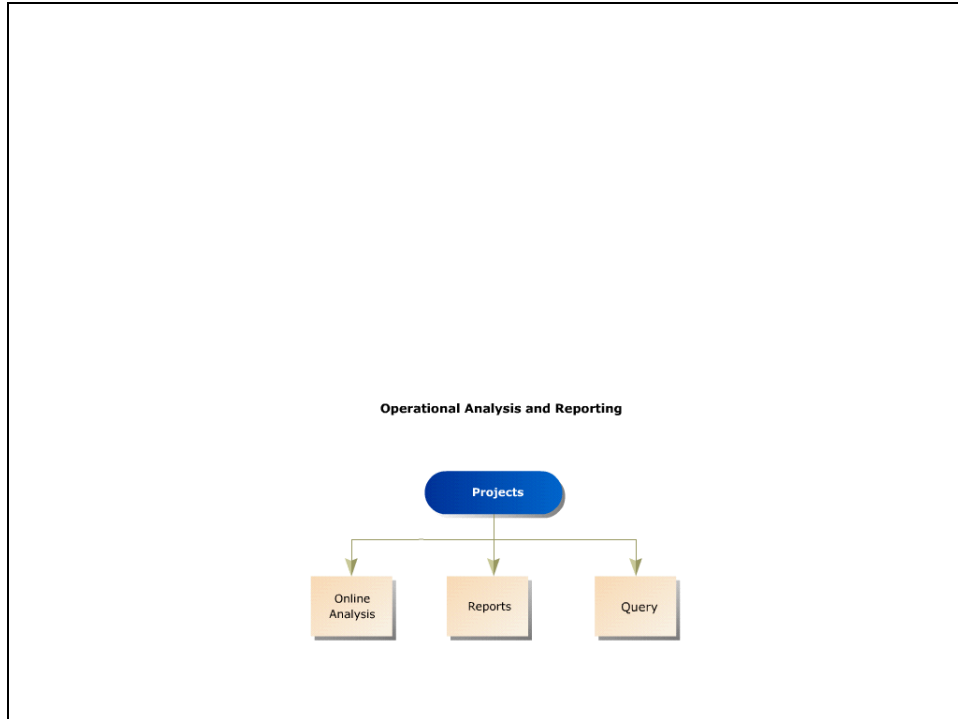 Operational Analysis and Reporting
Projects
Online
Analysis
Reports
Query